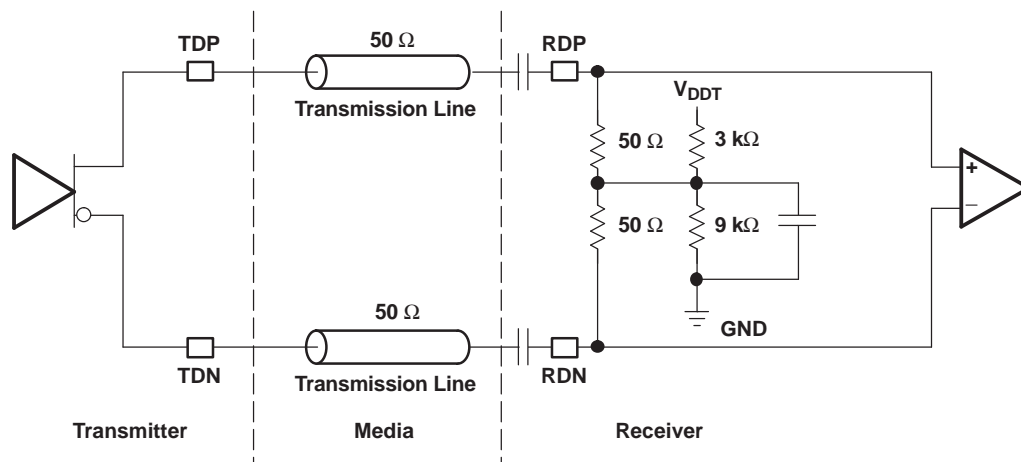 50 Ω
TDP
RDP
Transmission Line
V_DDT
50 Ω
3 kΩ
+
−
50 Ω
9 kΩ
50 Ω
GND
TDN
RDN
Transmission Line
Transmitter
Media
Receiver